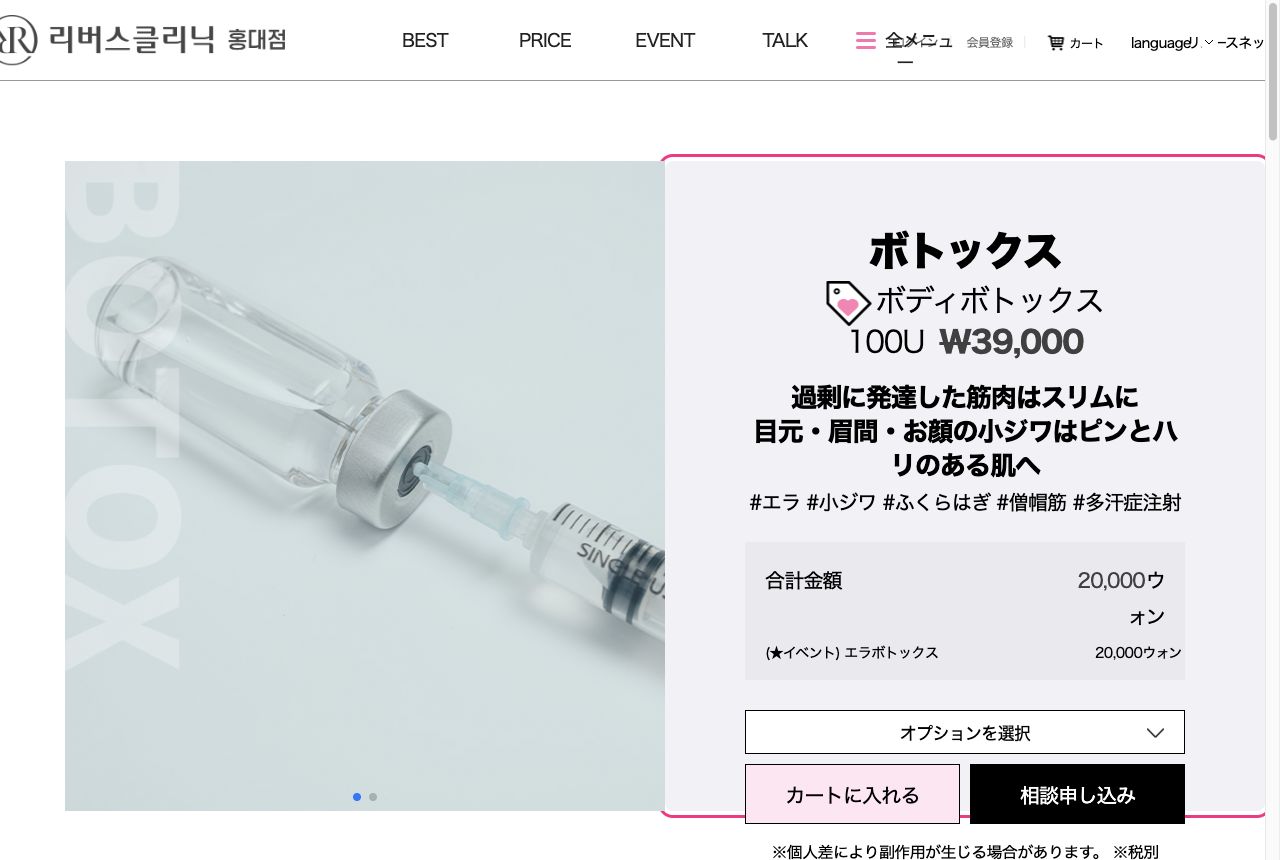 리버스클리닉 홍대점
BEST
PRICE
EVENT
TALK
全メニュー
会員登録
カート
language
ースネッ
BOTOX
SINGLE U
ボトックス
ボディボトックス
100U ₩39,000
過剰に発達した筋肉はスリムに
目元・眉間・お顔の小ジワはピンとハ
リのある肌へ
#エラ #小ジワ #ふくらはぎ #僧帽筋 #多汗症注射
合計金額
20,000ウ
ォン
(★イベント) エラボトックス
20,000ウォン
オプションを選択
カートに入れる
相談申し込み
※個人差により副作用が生じる場合があります。 ※税別